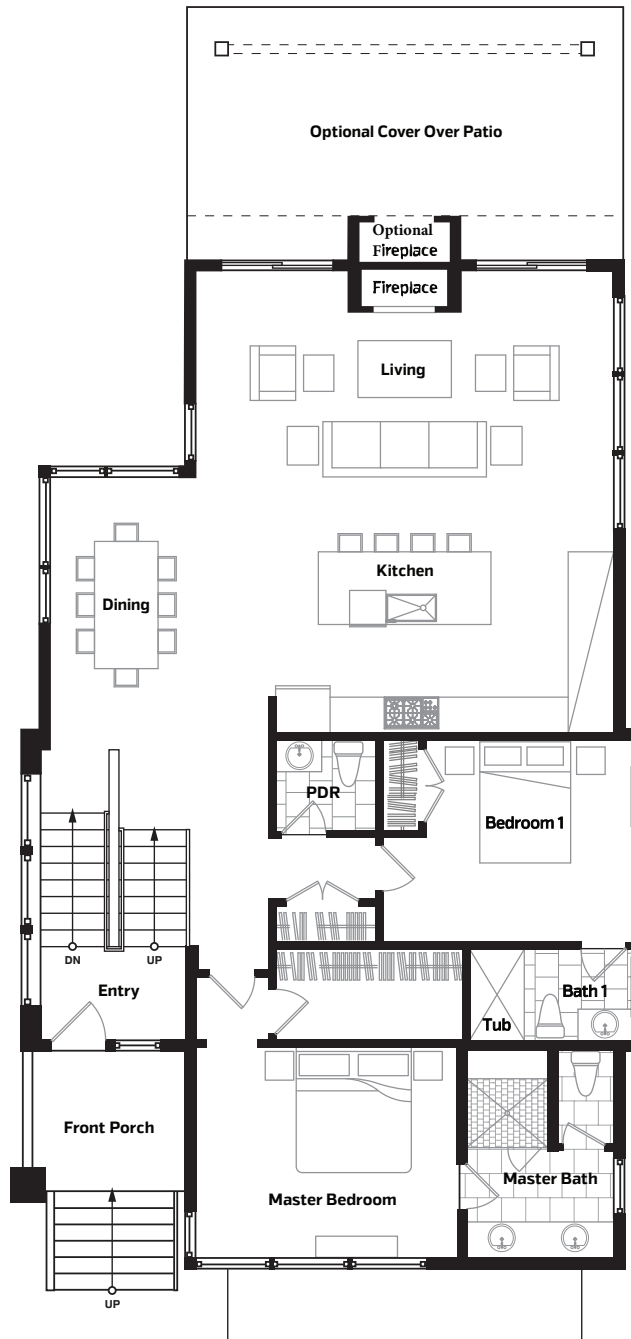 Optional Cover Over Patio
Optional
Fireplace
Fireplace
Living
Kitchen
Dining
PDR
Bedroom 1
DN
UP
Entry
Bath 1
Tub
Front Porch
Master Bath
Master Bedroom
UP